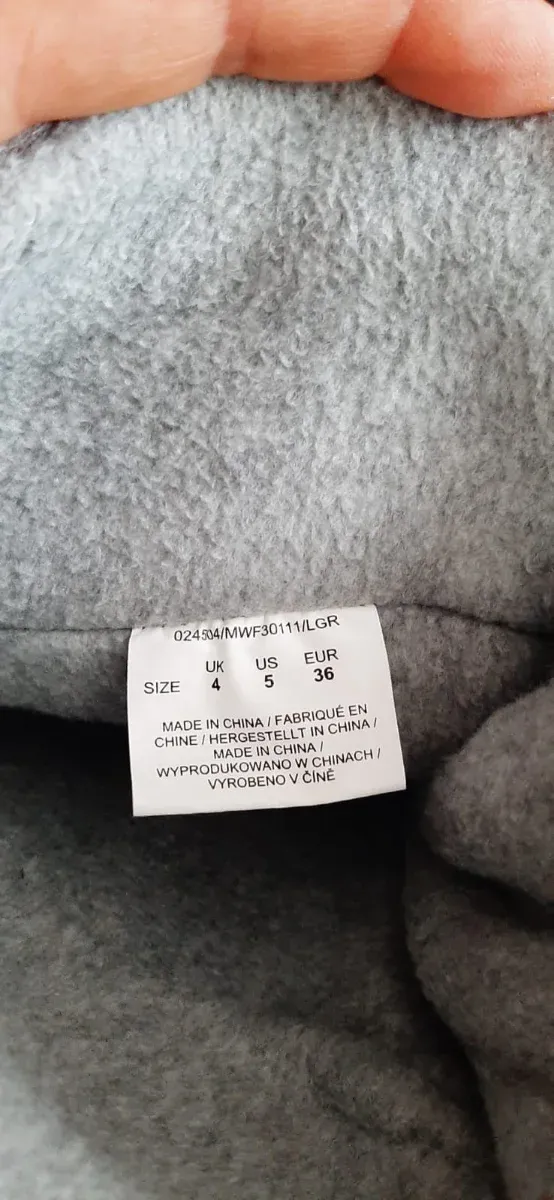 024504/MWF30111/LGR
UK US EUR
SIZE 4 5 36
MADE IN CHINA / FABRIQUÉ EN
CHINE / HERGESTELLT IN CHINA /
MADE IN CHINA /
WYPRODUKOWANO W CHINACH /
VYROBENO V ČÍNĚ